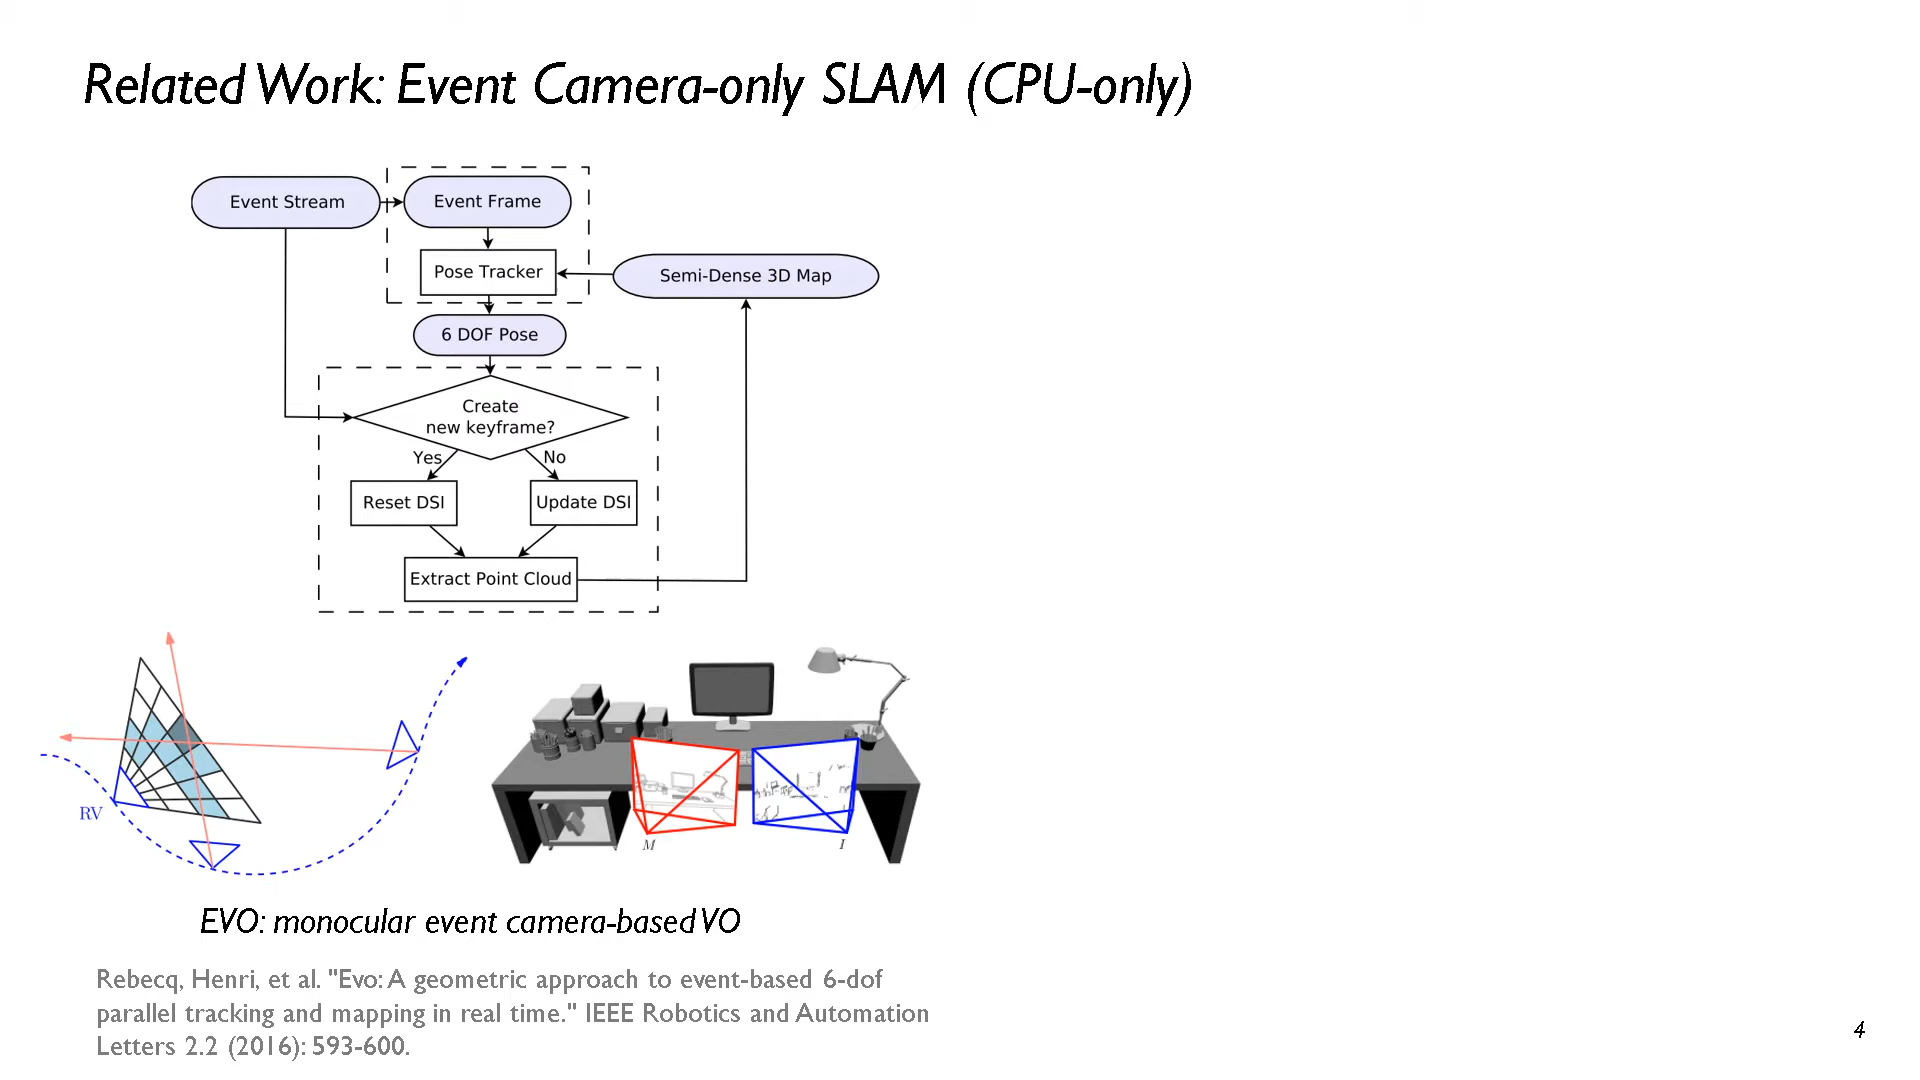 Related Work: Event Camera-only SLAM (CPU-only)
Event Stream
Event Frame
Pose Tracker
Semi-Dense 3D Map
6 DOF Pose
Create
new keyframe?
Yes
No
Reset DSI
Update DSI
Extract Point Cloud
RV
M
I
EVO: monocular event camera-based VO
Rebecq, Henri, et al. "Evo: A geometric approach to event-based 6-dof
parallel tracking and mapping in real time." IEEE Robotics and Automation
Letters 2.2 (2016): 593-600.
4